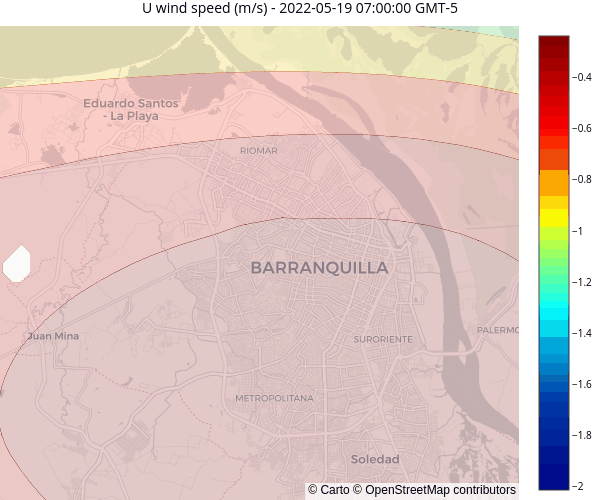 U wind speed (m/s) - 2022-05-19 07:00:00 GMT-5
Eduardo Santos
- La Playa
RIOMAR
BARRANQUILLA
Juan Mina
SURORIENTE
PALERMO
METROPOLITANA
Soledad
© Carto © OpenStreetMap contributors
−0.4
−0.6
−0.8
−1
−1.2
−1.4
−1.6
−1.8
−2